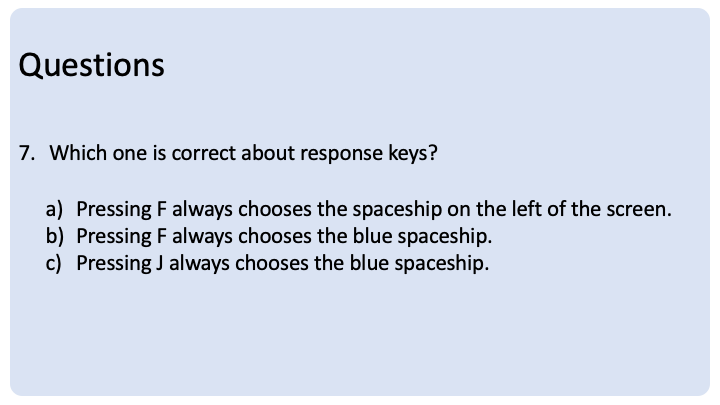 Questions
7. Which one is correct about response keys?
a) Pressing F always chooses the spaceship on the left of the screen.
b) Pressing F always chooses the blue spaceship.
c) Pressing J always chooses the blue spaceship.